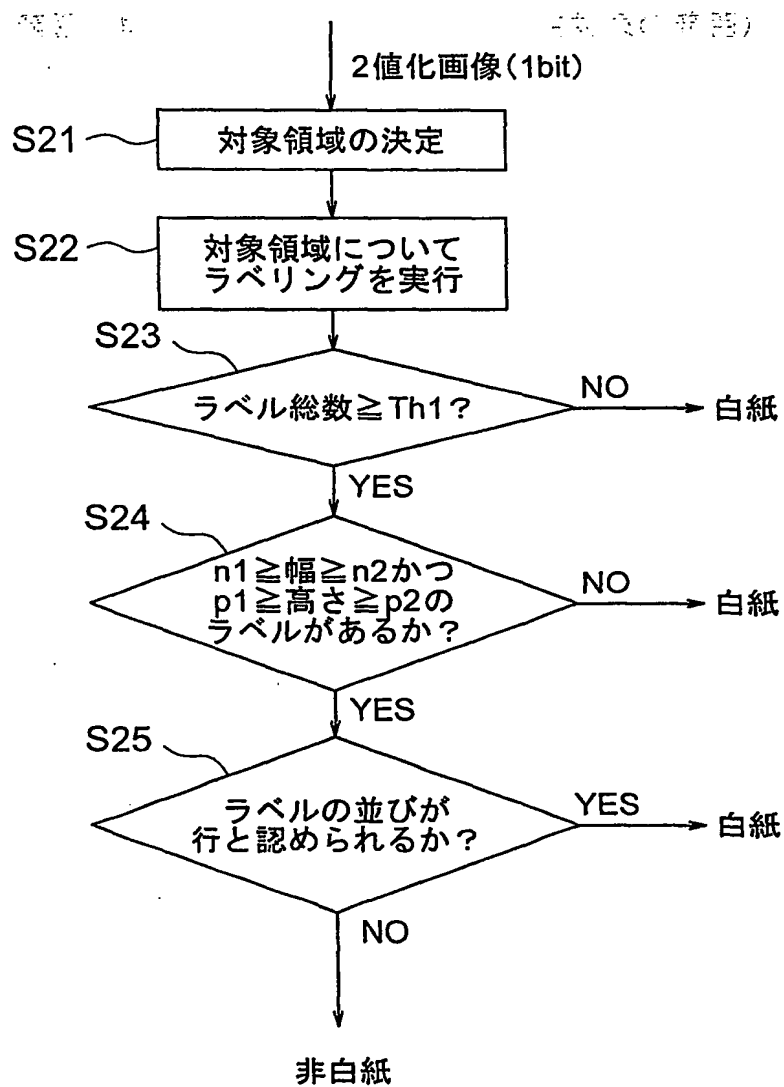 2値化画像(1bit)
S21
対象領域の決定
S22
対象領域について
ラベリングを実行
S23
ラベル総数≧Th1?
NO
白紙
YES
S24
n1≧幅≧n2かつ
p1≧高さ≧p2の
ラベルがあるか?
NO
白紙
YES
S25
ラベルの並びが
行と認められるか?
YES
白紙
NO
非白紙